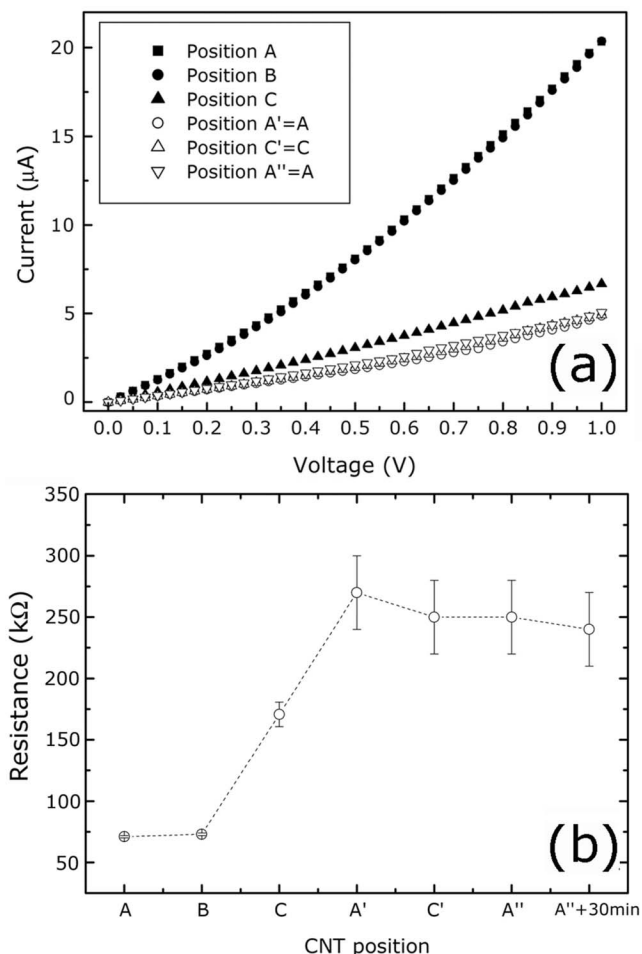 20
15
10
5
0
Current (μA)
Position A
Position B
Position C
Position A'=A
Position C'=C
Position A''=A
(a)
0.0 0.1 0.2 0.3 0.4 0.5 0.6 0.7 0.8 0.9 1.0
Voltage (V)
350
300
250
200
150
100
50
Resistance (kΩ)
(b)
A B C A' C' A'' A''+30min
CNT position